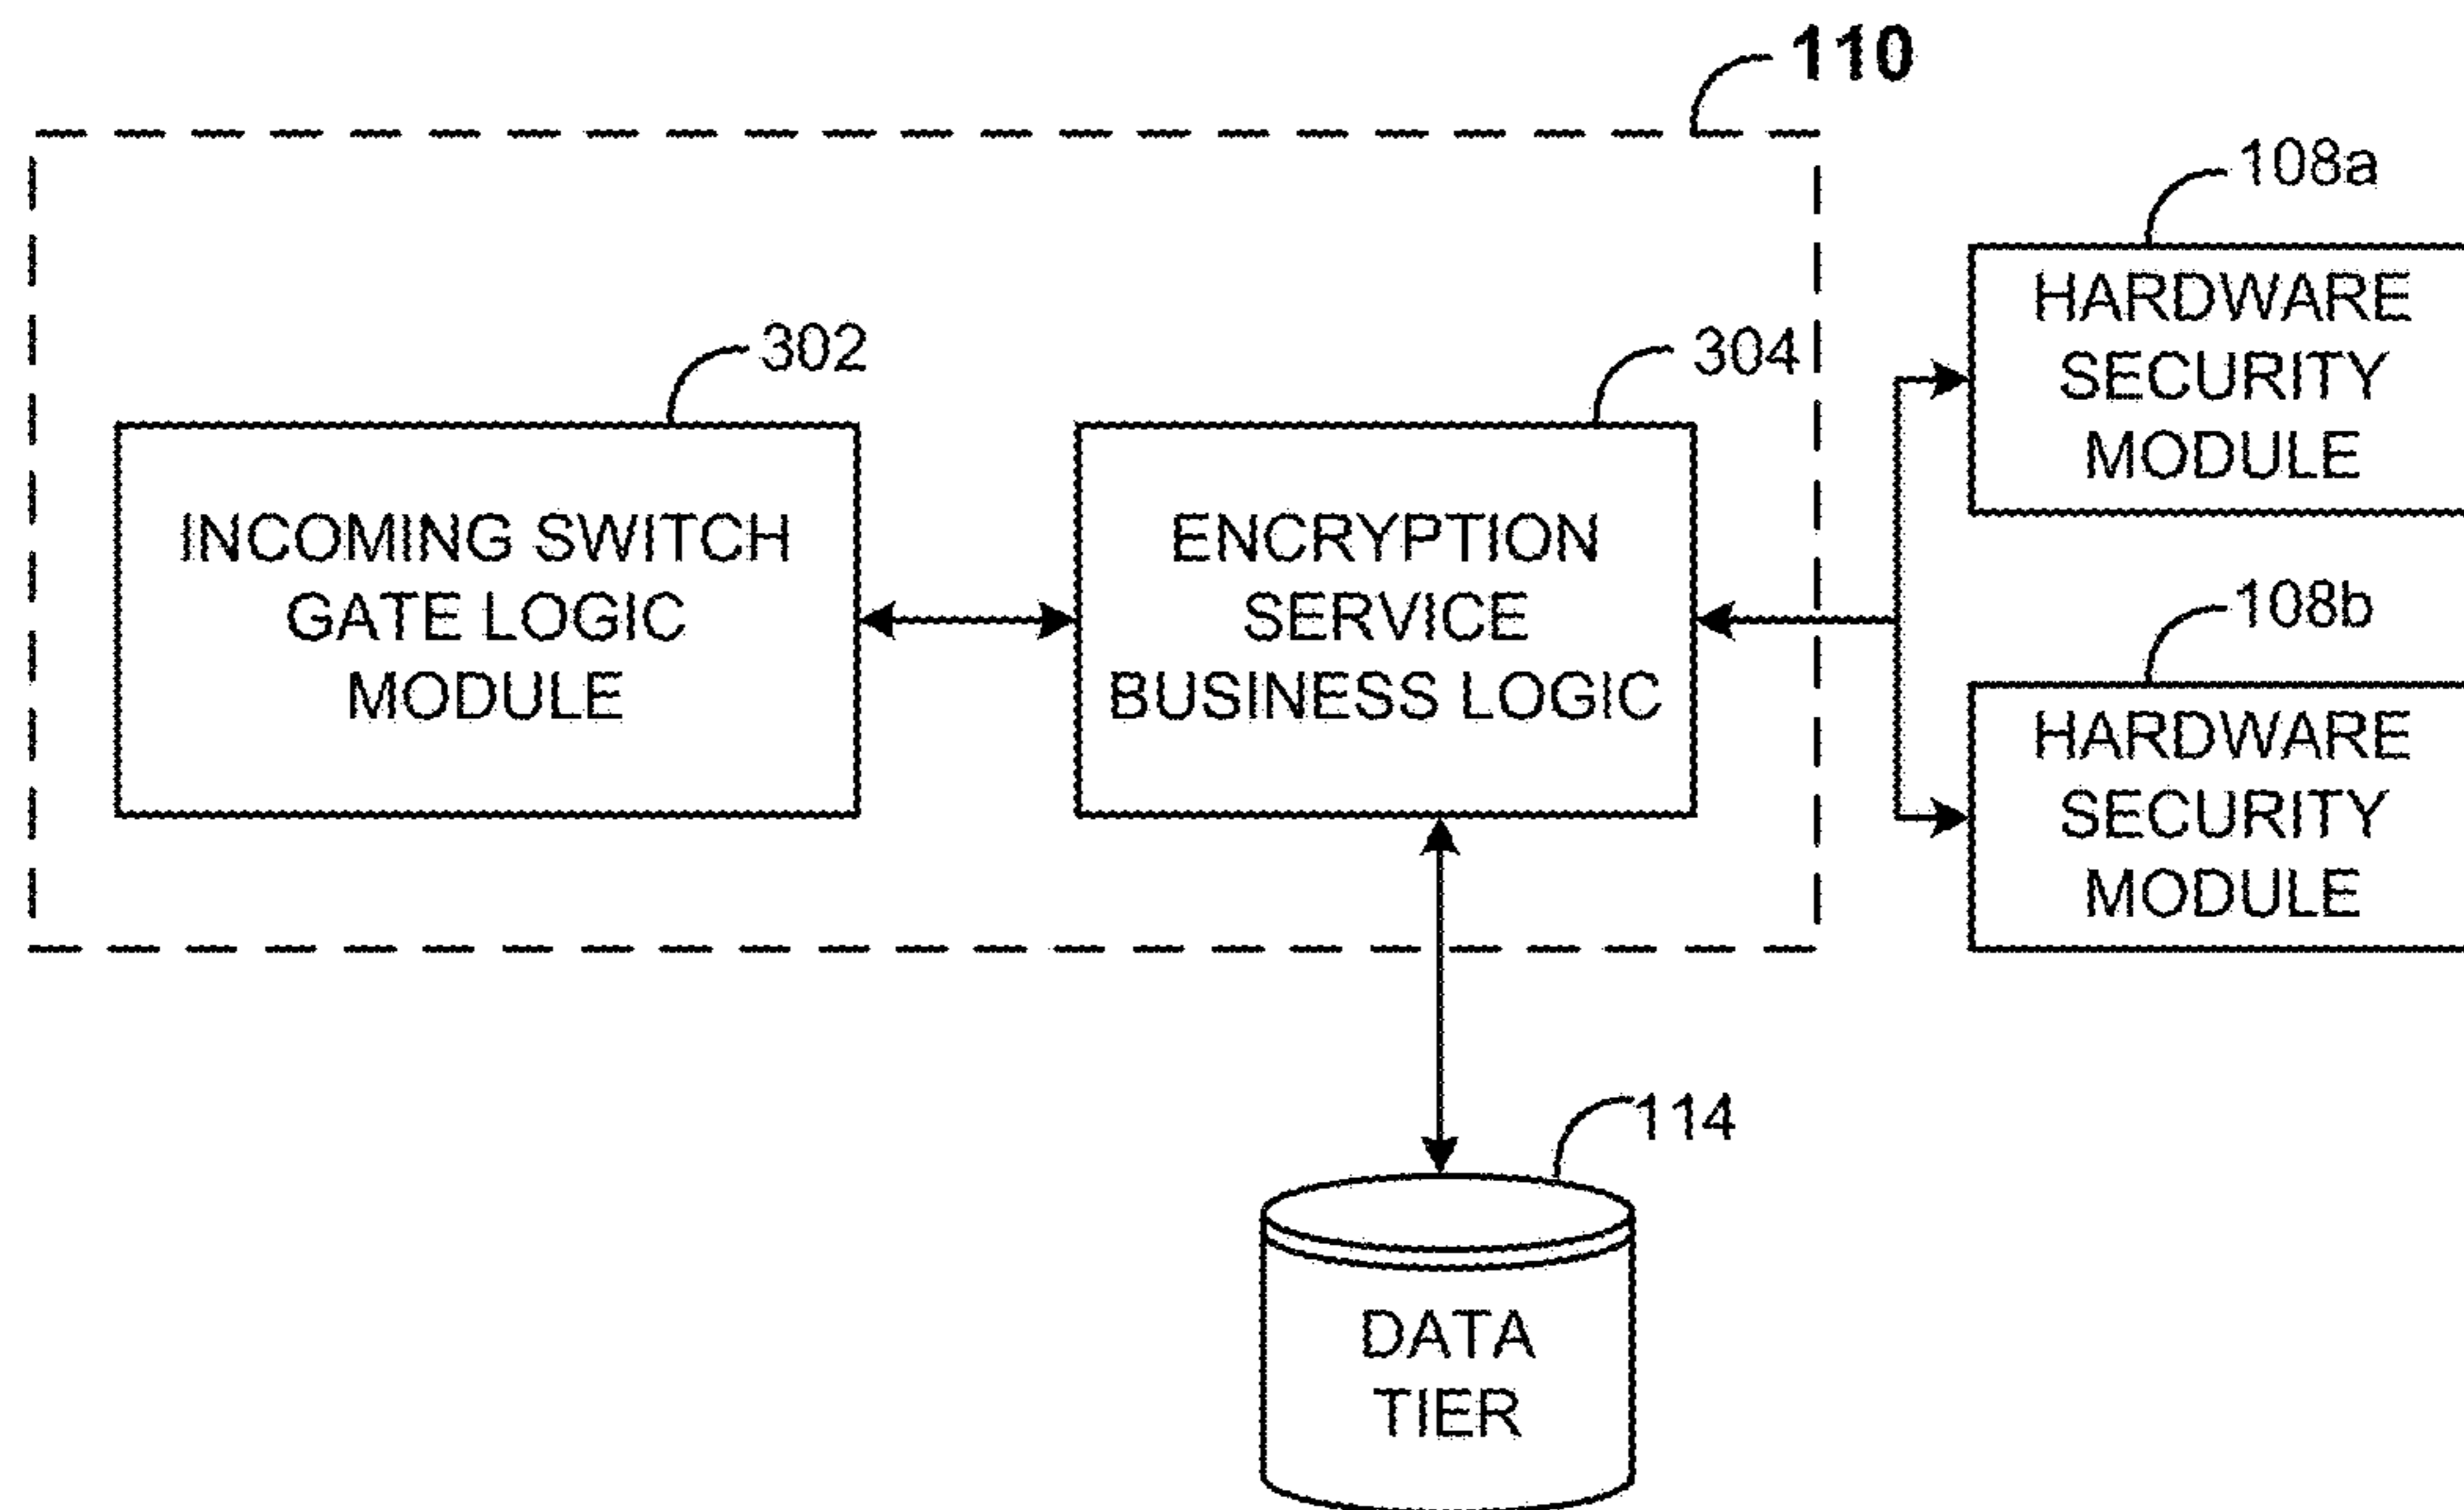 110
108a
HARDWARE
SECURITY
MODULE
302
304
INCOMING SWITCH
GATE LOGIC
MODULE
ENCRYPTION
SERVICE
BUSINESS LOGIC
108b
HARDWARE
SECURITY
MODULE
114
DATA
TIER